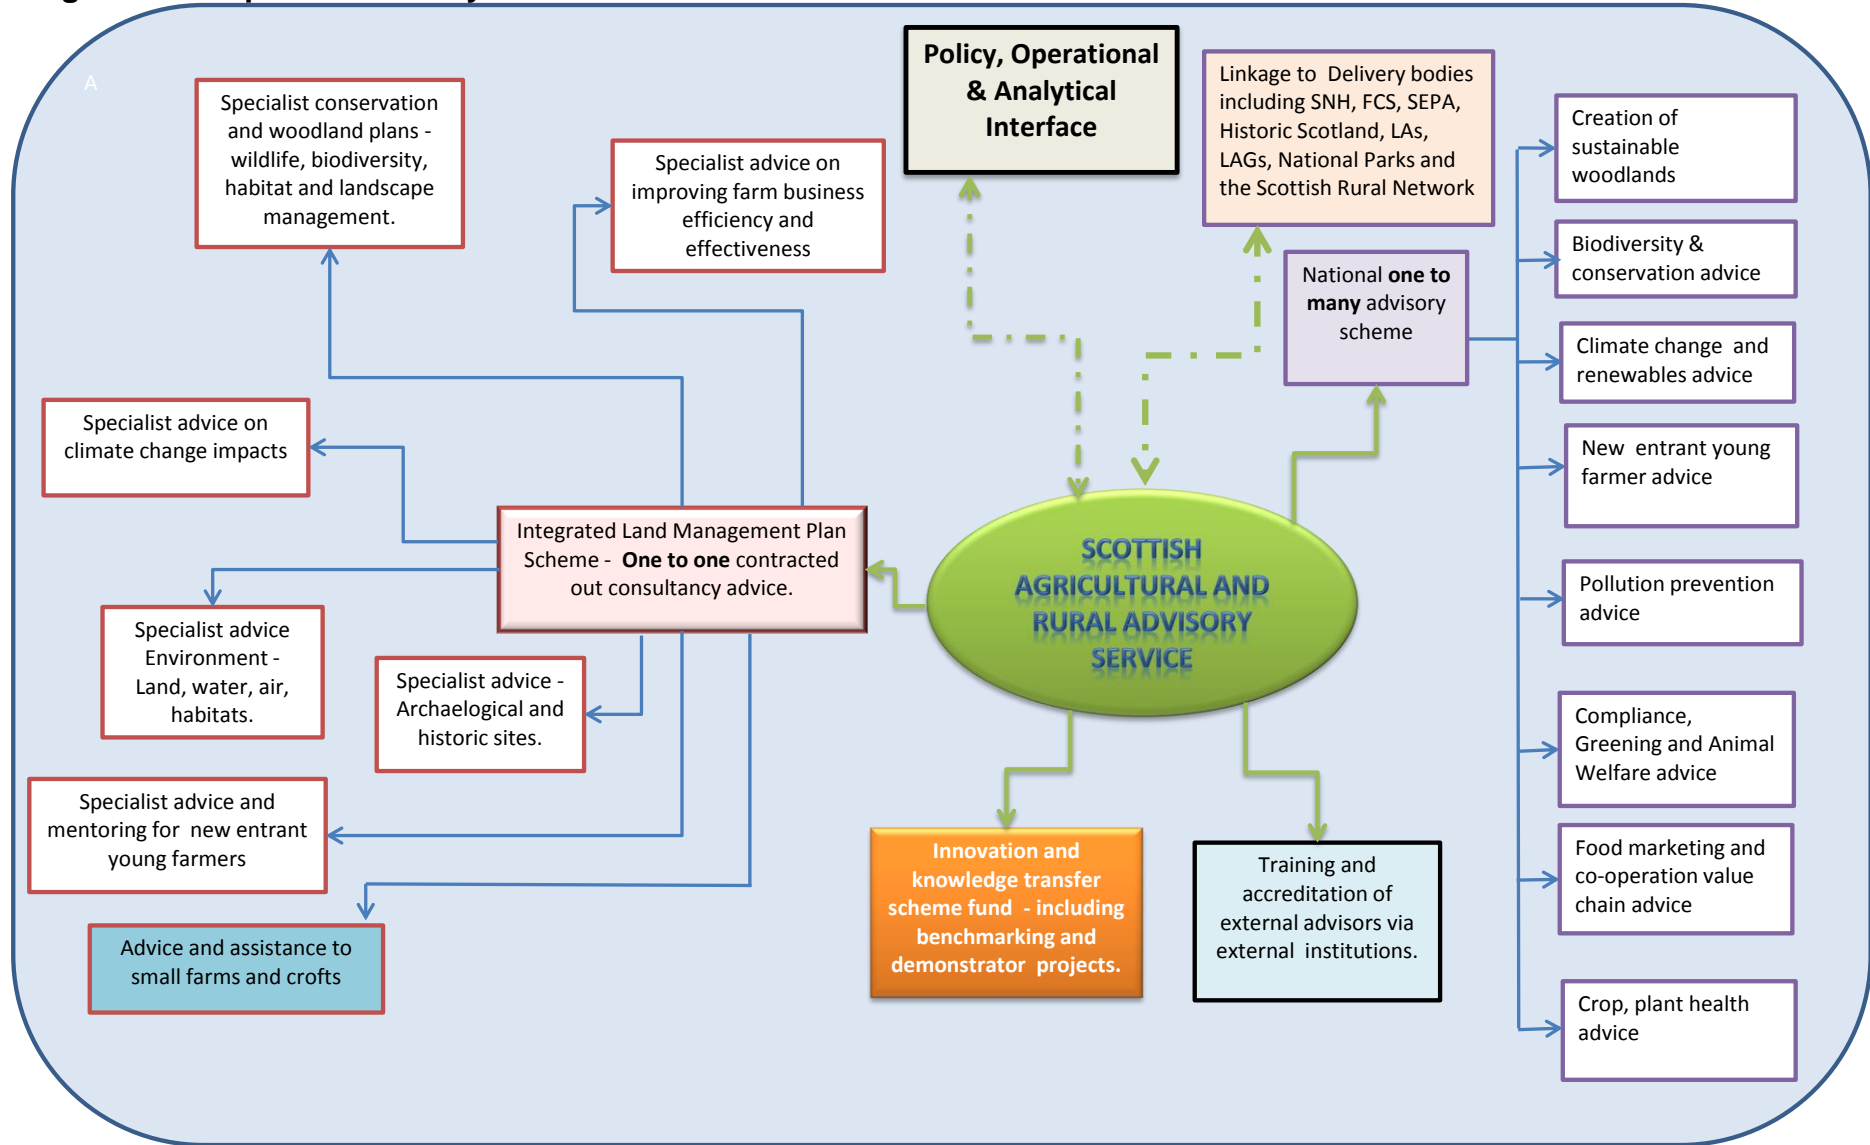 A
Specialist conservation
and woodland plans -
wildlife, biodiversity,
habitat and landscape
management.
Specialist advice on
improving farm business
efficiency and
effectiveness
Policy, Operational
& Analytical
Interface
Linkage to Delivery bodies
including SNH, FCS, SEPA,
Historic Scotland, LAs,
LAGs, National Parks and
the Scottish Rural Network
National one to
many advisory
scheme
Creation of
sustainable
woodlands
Biodiversity &
conservation advice
Climate change and
renewables advice
New entrant young
farmer advice
Pollution prevention
advice
Compliance,
Greening and Animal
Welfare advice
Food marketing and
co-operation value
chain advice
Crop, plant health
advice
Specialist advice on
climate change impacts
Integrated Land Management Plan
Scheme - One to one contracted
out consultancy advice.
SCOTTISH
AGRICULTURAL AND
RURAL ADVISORY
SERVICE
Specialist advice
Environment -
Land, water, air,
habitats.
Specialist advice -
Archaelogical and
historic sites.
Specialist advice and
mentoring for new entrant
young farmers
Advice and assistance to
small farms and crofts
Innovation and
knowledge transfer
scheme fund - including
benchmarking and
demonstrator projects.
Training and
accreditation of
external advisors via
external institutions.